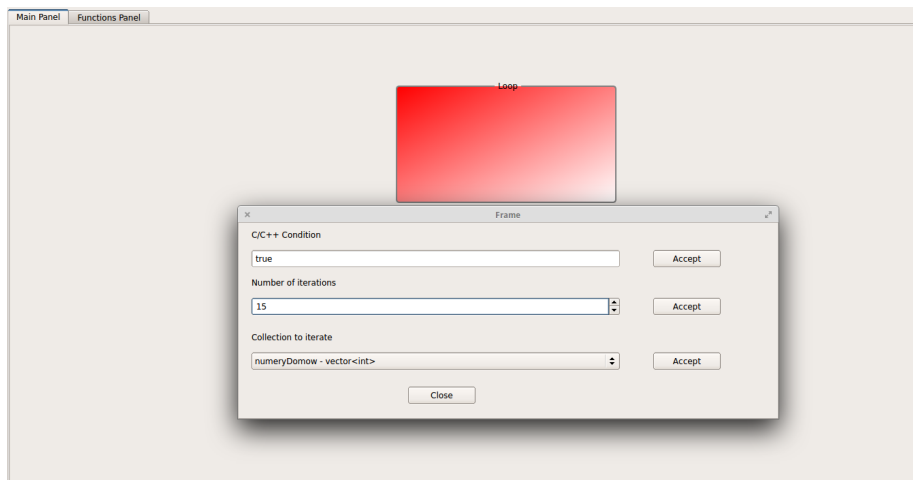 Main Panel Functions Panel
Loop
Frame
C/C++ Condition
true Accept
Number of iterations
15 Accept
Collection to iterate
numeryDomow - vector<int> Accept
Close